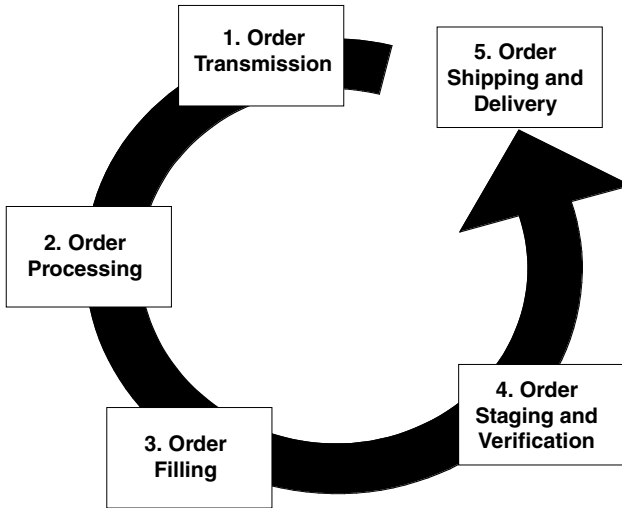 1. Order
Transmission
2. Order
Processing
3. Order
Filling
4. Order
Staging and
Verification
5. Order
Shipping and
Delivery